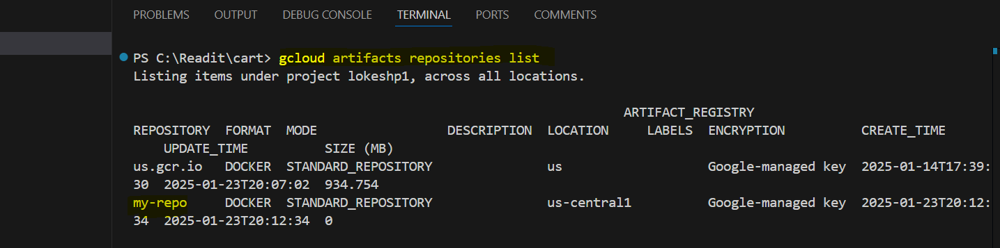 PROBLEMS OUTPUT DEBUG CONSOLE TERMINAL PORTS COMMENTS
PS C:\Readit\cart> gcloud artifacts repositories list
Listing items under project lokeshp1, across all locations.
ARTIFACT_REGISTRY
REPOSITORY FORMAT MODE DESCRIPTION LOCATION LABELS ENCRYPTION CREATE_TIME
UPDATE_TIME SIZE (MB)
us.gcr.io DOCKER STANDARD_REPOSITORY us Google-managed key 2025-01-14T17:39:
30 2025-01-23T20:07:02 934.754
my-repo DOCKER STANDARD_REPOSITORY us-central1 Google-managed key 2025-01-23T20:12:
34 2025-01-23T20:12:34 0